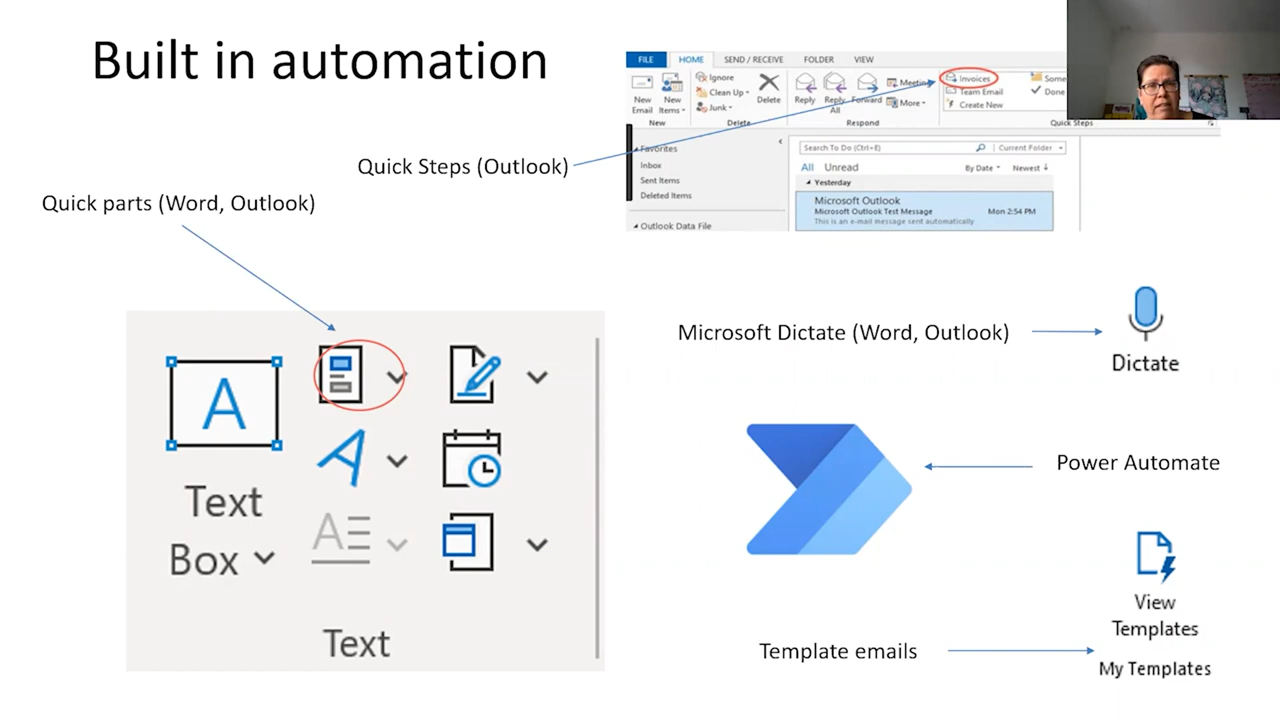 Built in automation
FILE HOME SEND / RECEIVE FOLDER VIEW
New Email
New Items
Ignore
Clean Up
Junk
Delete
Reply
Reply All
Forward
Meeting
More
Invoices
Team Email
Create New
Some
Done
New Delete Respond Quick Steps
Favorites
Inbox
Sent Items
Deleted Items
Outlook Data File
Search To Do (Ctrl+E) Current Folder
All Unread By Date Newest
Yesterday
Microsoft Outlook
Microsoft Outlook Test Message Mon 2:54 PM
This is an e-mail message sent automatically
Quick Steps (Outlook)
Quick parts (Word, Outlook)
A
Text
Box
Text
Microsoft Dictate (Word, Outlook)
Dictate
Power Automate
View
Templates
Template emails
My Templates